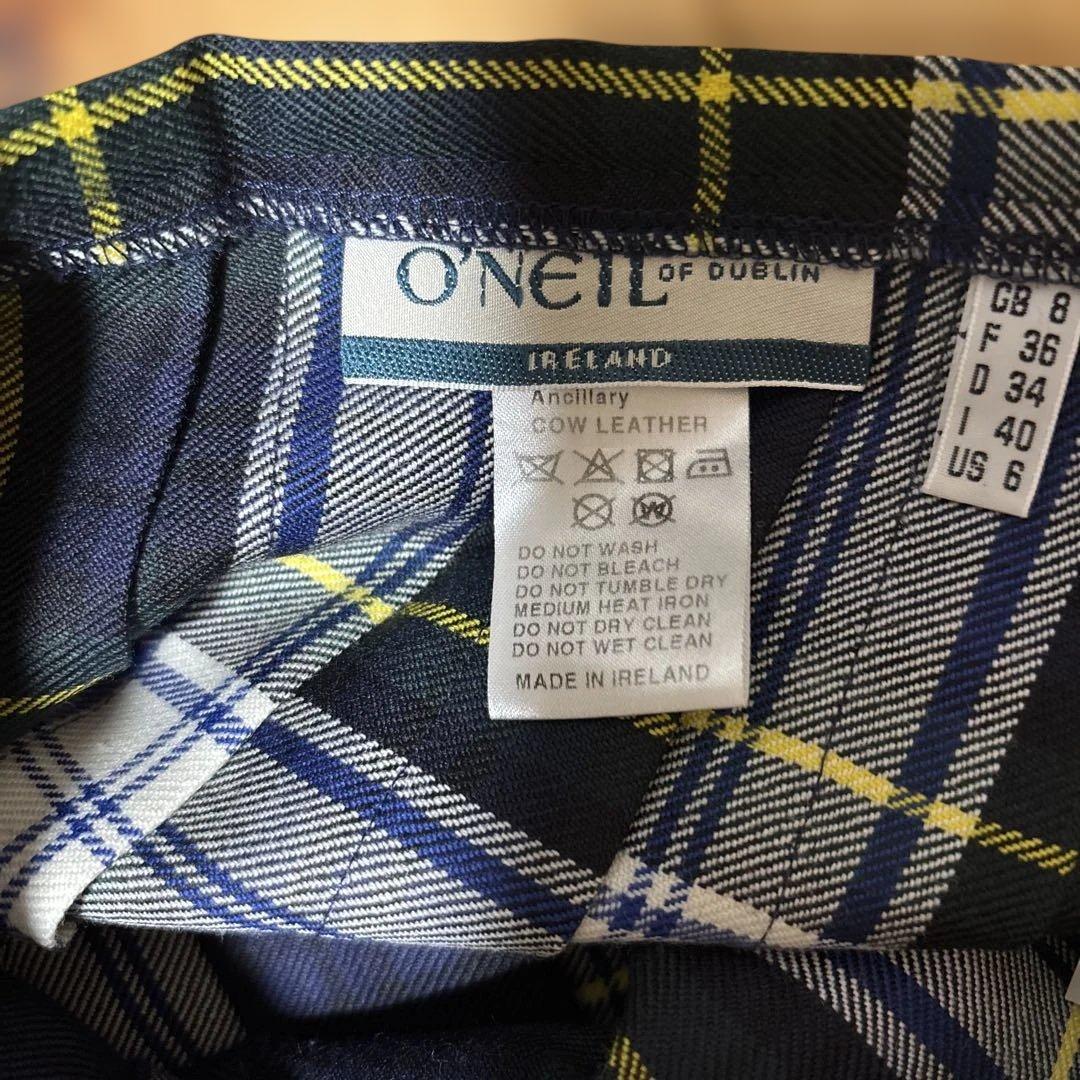 O'NEIL OF DUBLIN
IRELAND
Ancillary
COW LEATHER
W
DO NOT WASH
DO NOT BLEACH
DO NOT TUMBLE DRY
MEDIUM HEAT IRON
DO NOT DRY CLEAN
DO NOT WET CLEAN
MADE IN IRELAND
GB 8
F 36
D 34
I 40
US 6